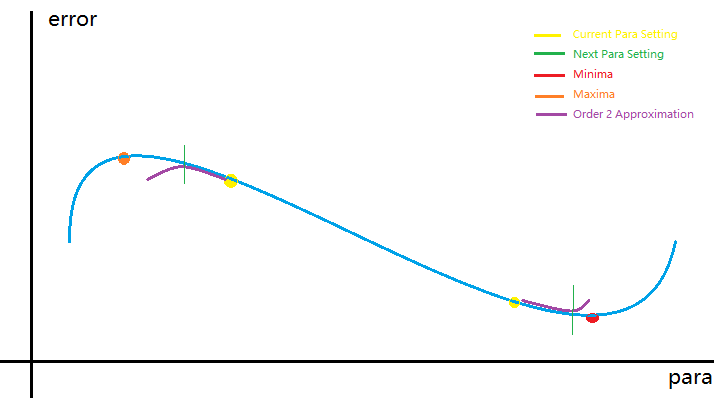 error
Current Para Setting
Next Para Setting
Minima
Maxima
Order 2 Approximation
para